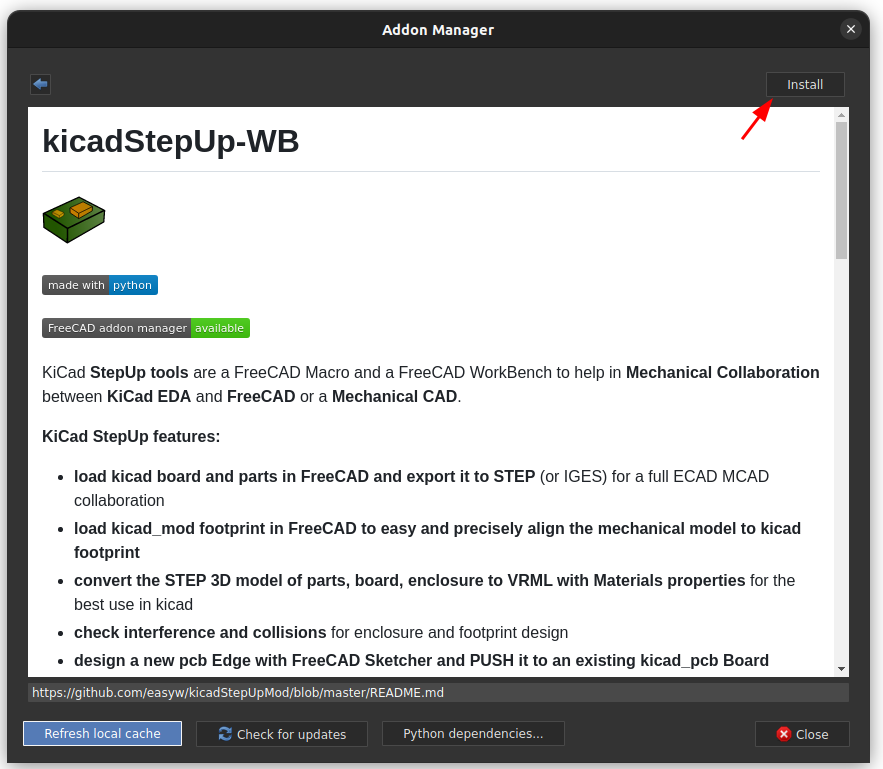 Addon Manager
Install
kicadStepUp-WB
made with python
FreeCAD addon manager available
KiCad StepUp tools are a FreeCAD Macro and a FreeCAD WorkBench to help in Mechanical Collaboration
between KiCad EDA and FreeCAD or a Mechanical CAD.
KiCad StepUp features:
• load kicad board and parts in FreeCAD and export it to STEP (or IGES) for a full ECAD MCAD
collaboration
• load kicad_mod footprint in FreeCAD to easy and precisely align the mechanical model to kicad
footprint
• convert the STEP 3D model of parts, board, enclosure to VRML with Materials properties for the
best use in kicad
• check interference and collisions for enclosure and footprint design
• design a new pcb Edge with FreeCAD Sketcher and PUSH it to an existing kicad_pcb Board
https://github.com/easyw/kicadStepUpMod/blob/master/README.md
Refresh local cache
Check for updates
Python dependencies...
Close